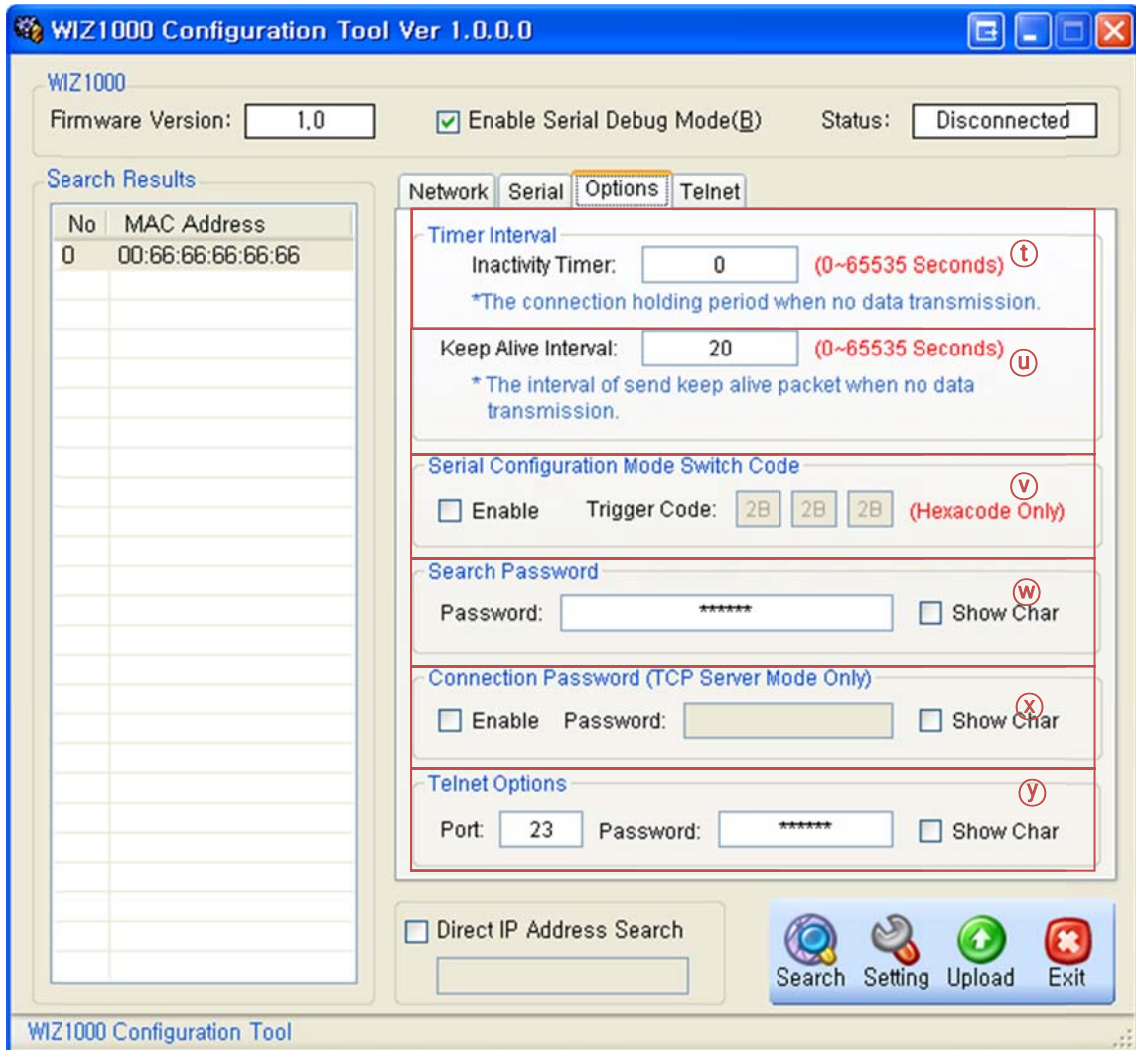 WIZ1000 Configuration Tool Ver 1.0.0.0
WIZ1000
Firmware Version: 1.0 Enable Serial Debug Mode(B) Status: Disconnected
Search Results
No MAC Address
0 00:66:66:66:66:66
Network Serial Options Telnet
Timer Interval
Inactivity Timer: 0 (0~65535 Seconds) ⓣ
*The connection holding period when no data transmission.
Keep Alive Interval: 20 (0~65535 Seconds) ⓤ
* The interval of send keep alive packet when no data
transmission.
Serial Configuration Mode Switch Code
Enable Trigger Code: 2B 2B 2B (Hexacode Only) ⓥ
Search Password
Password: ****** Show Char ⓦ
Connection Password (TCP Server Mode Only)
Enable Password: Show Char ⓧ
Telnet Options ⓨ
Port: 23 Password: ****** Show Char
Direct IP Address Search
Search Setting Upload Exit
WIZ1000 Configuration Tool